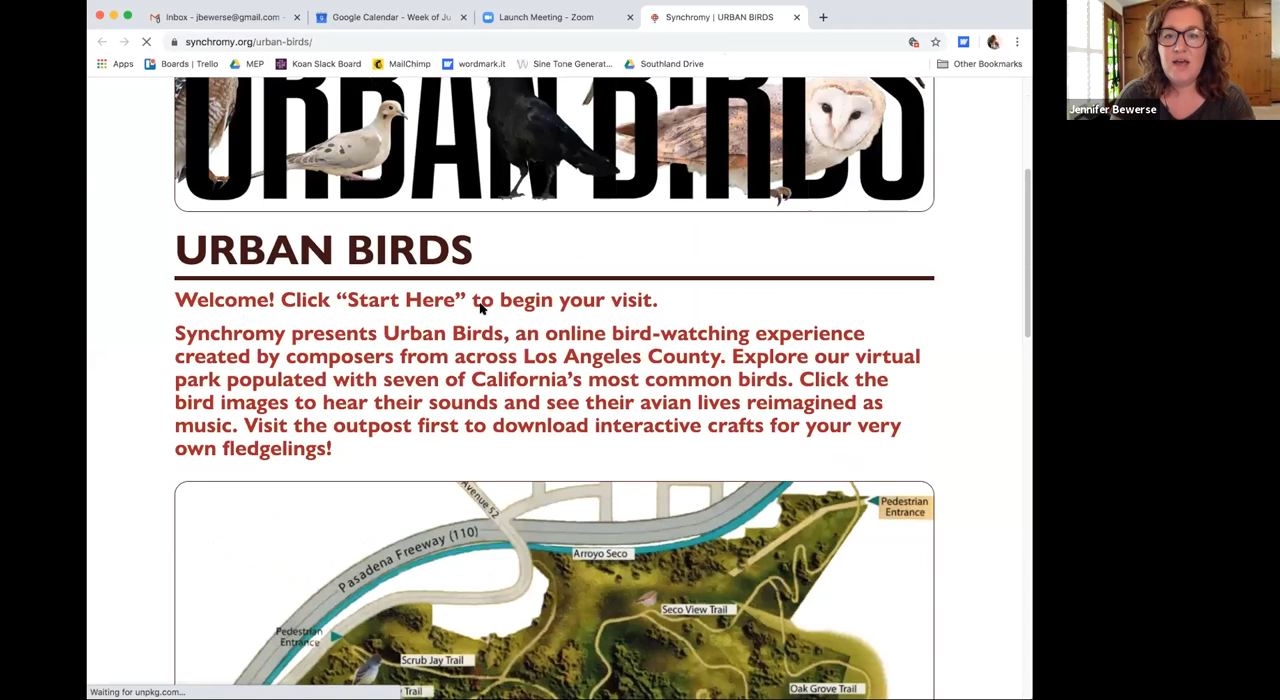 Inbox - jbewerse@gmail.com -
Google Calendar - Week of Ju
Launch Meeting - Zoom
Synchromy | URBAN BIRDS
synchromy.org/urban-birds/
Apps
Boards | Trello
MEP
Koan Slack Board
MailChimp
wordmark.it
Sine Tone Generat...
Southland Drive
Other Bookmarks
Jennifer Bewerse
URBAN BIRDS
URBAN BIRDS
Welcome! Click “Start Here” to begin your visit.
Synchromy presents Urban Birds, an online bird-watching experience
created by composers from across Los Angeles County. Explore our virtual
park populated with seven of California’s most common birds. Click the
bird images to hear their sounds and see their avian lives reimagined as
music. Visit the outpost first to download interactive crafts for your very
own fledgelings!
Avenue 52
Pedestrian
Entrance
Pasadena Freeway (110)
Arroyo Seco
Seco View Trail
Pedestrian
Entrance
Scrub Jay Trail
Trail
Oak Grove Trail
Waiting for unpkg.com...